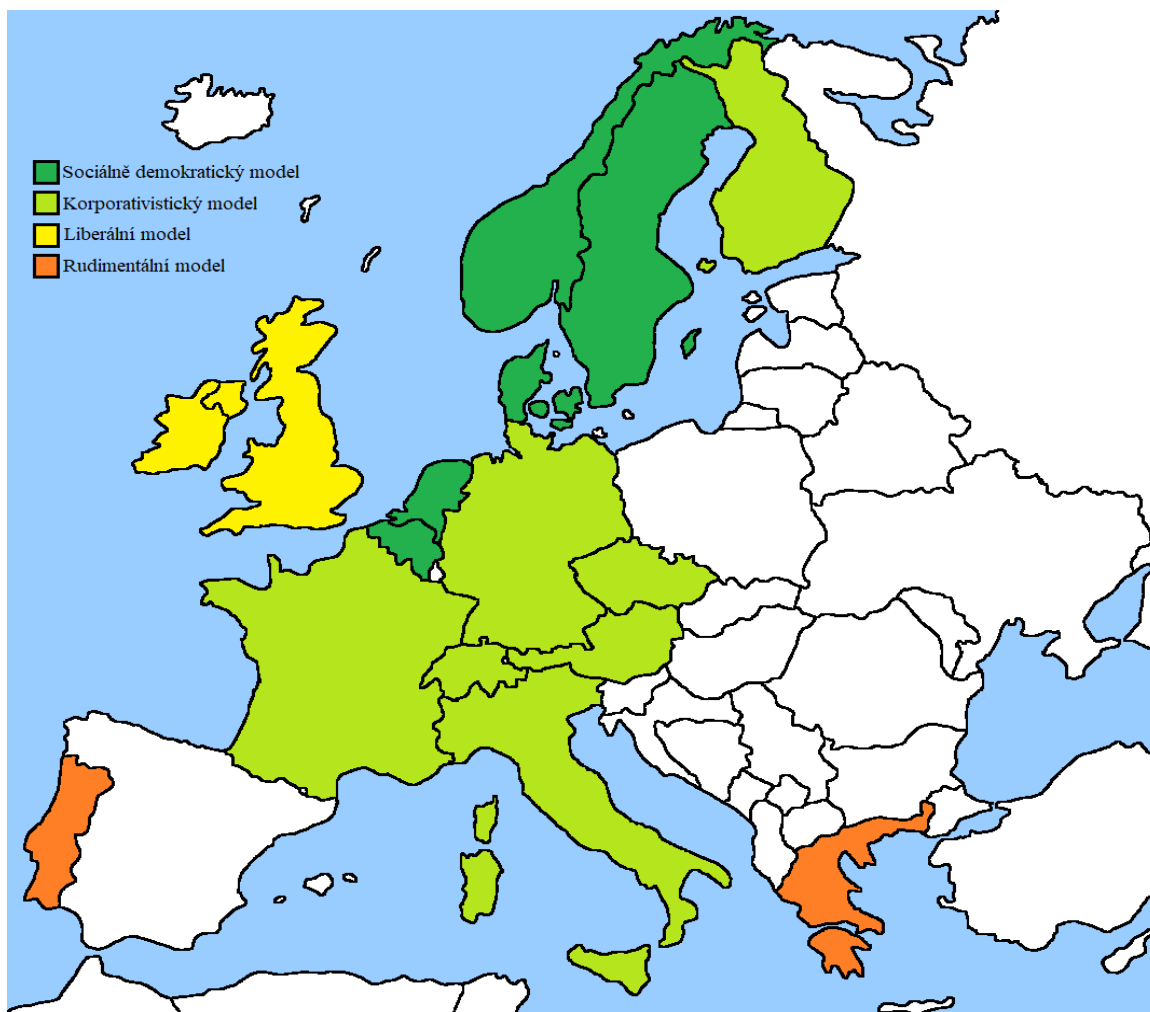 Sociálně demokratický model
Korporativistický model
Liberální model
Rudimentální model